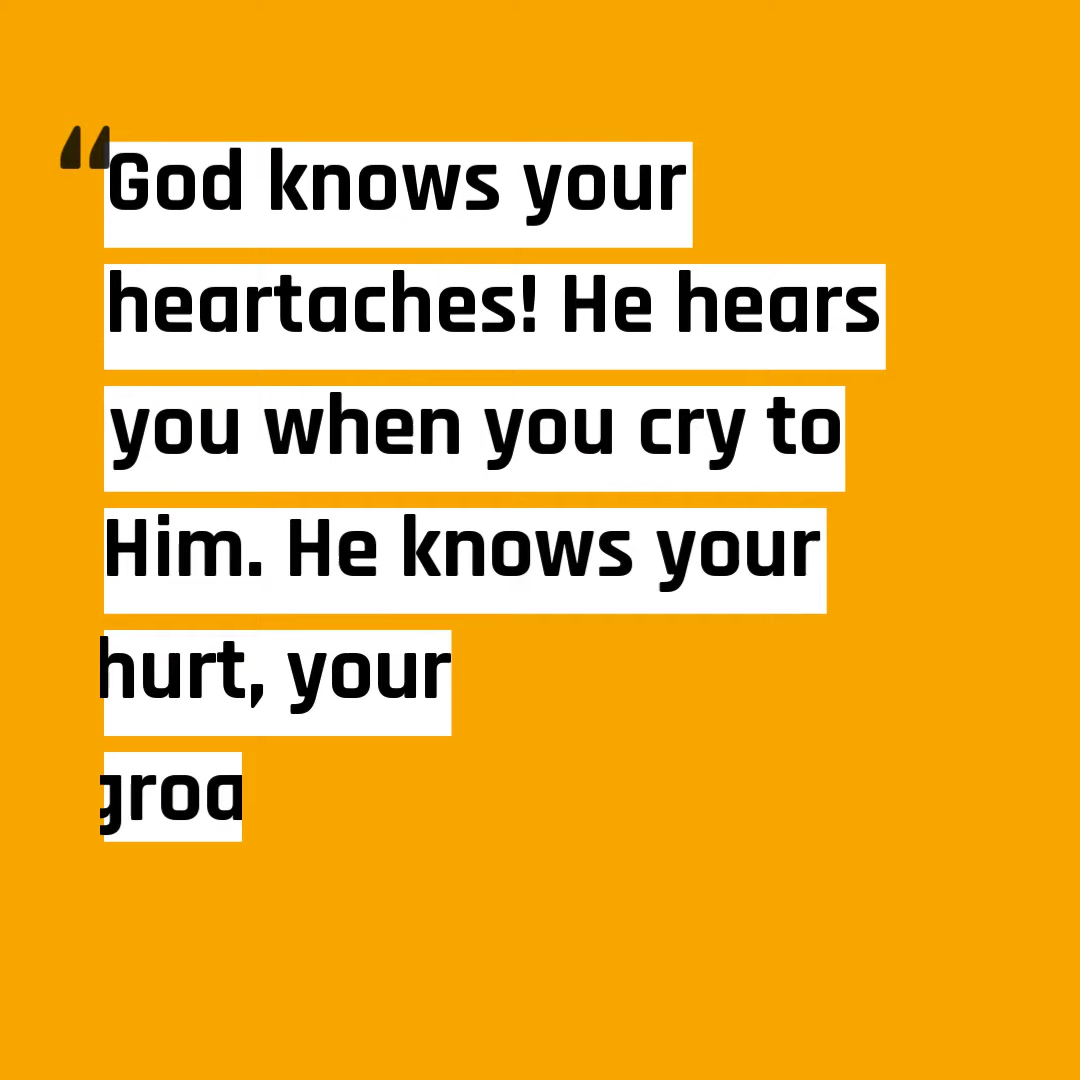 “God knows your
heartaches! He hears
you when you cry to
Him. He knows your
hurt, your
groa